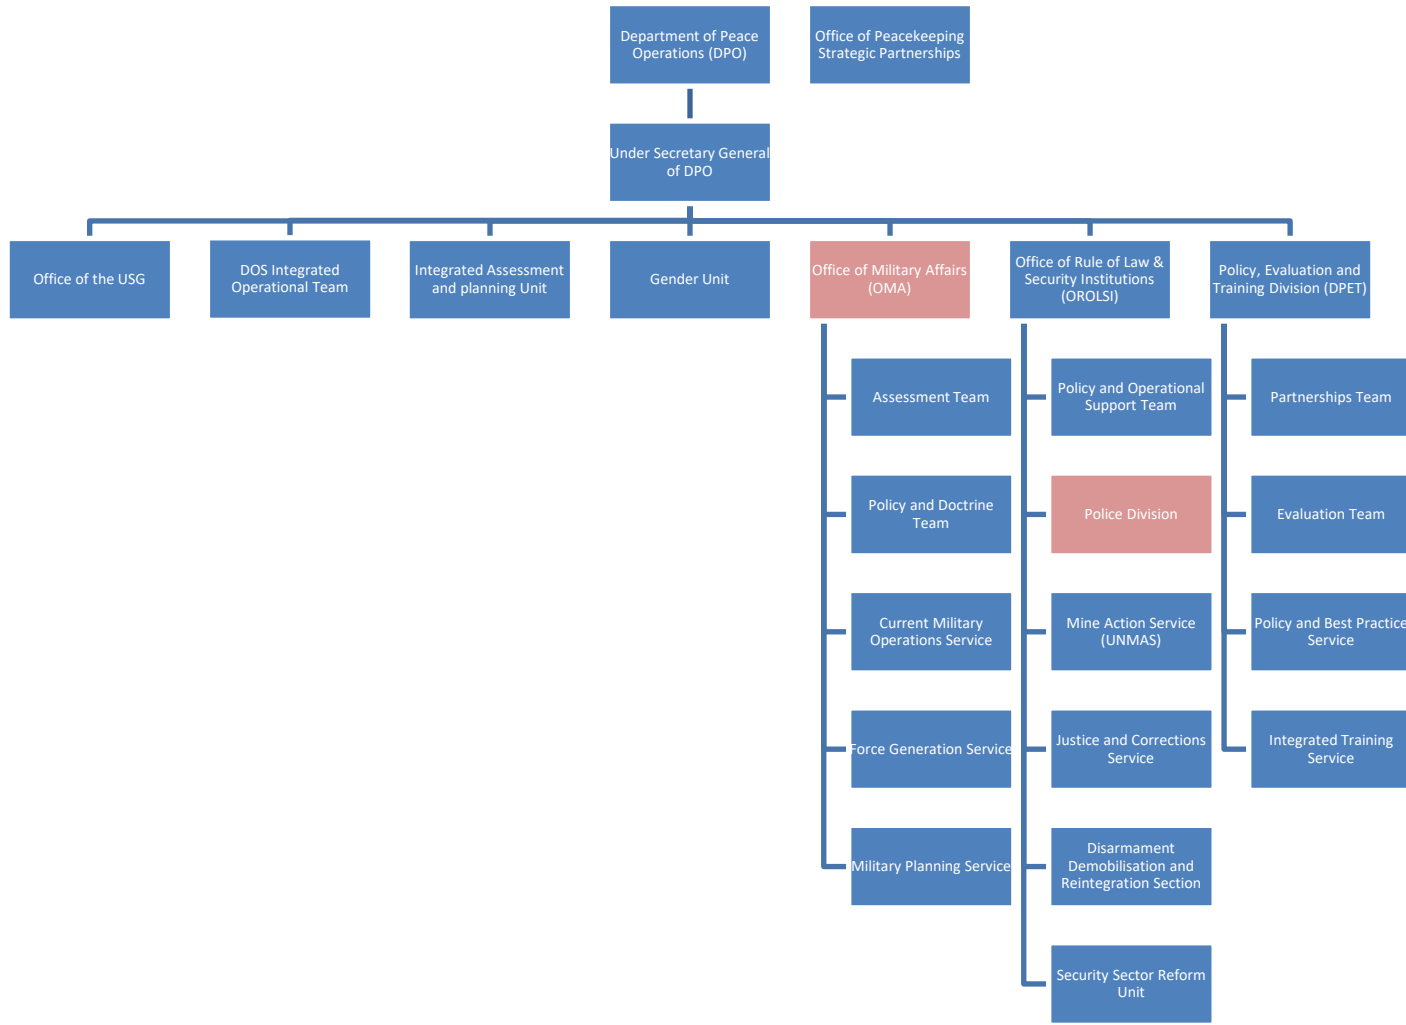 Department of Peace
Operations (DPO)
Office of Peacekeeping
Strategic Partnerships
Under Secretary General
of DPO
Office of the USG
DOS Integrated
Operational Team
Integrated Assessment
and planning Unit
Gender Unit
Office of Military Affairs
(OMA)
Office of Rule of Law &
Security Institutions
(OROLSI)
Policy, Evaluation and
Training Division (DPET)
Assessment Team
Policy and Doctrine
Team
Current Military
Operations Service
Force Generation Service
Military Planning Service
Policy and Operational
Support Team
Police Division
Mine Action Service
(UNMAS)
Justice and Corrections
Service
Disarmament
Demobilisation and
Reintegration Section
Security Sector Reform
Unit
Partnerships Team
Evaluation Team
Policy and Best Practice
Service
Integrated Training
Service